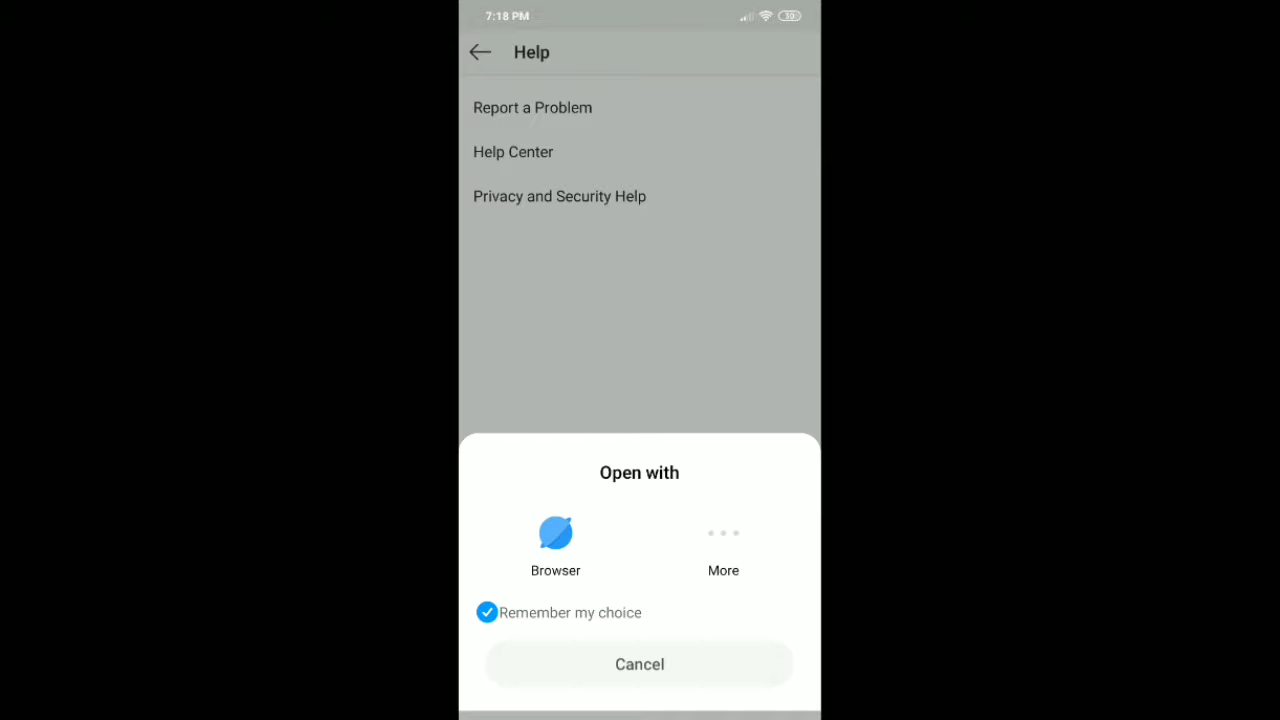 7:18 PM
30
Help
Report a Problem
Help Center
Privacy and Security Help
Open with
Browser
More
Remember my choice
Cancel